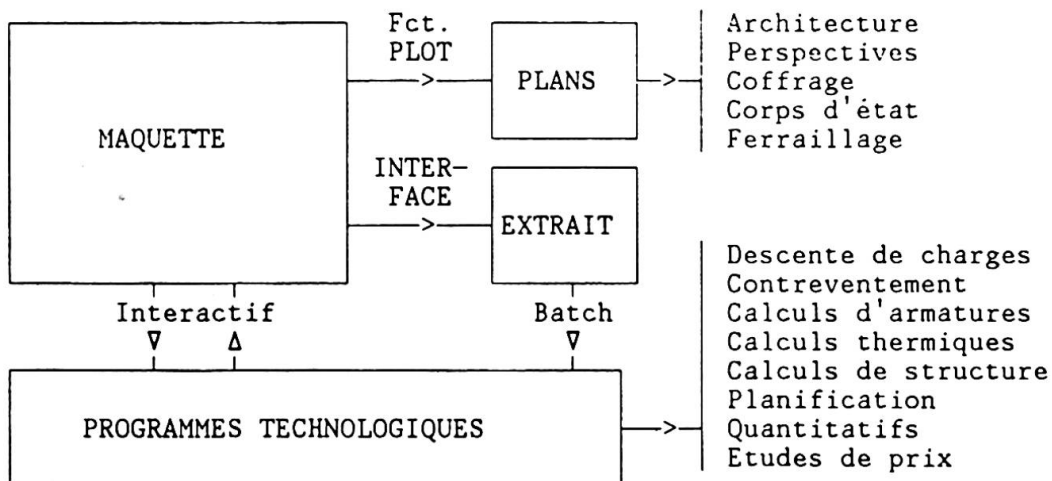 Fct.
PLOT
MAQUETTE
PLANS
Architecture
Perspectives
Coffrage
Corps d'état
Ferraillage
INTER-
FACE
EXTRAIT
Interactif
Batch
PROGRAMMES TECHNOLOGIQUES
Descente de charges
Contreventement
Calculs d'armatures
Calculs thermiques
Calculs de structure
Planification
Quantitatifs
Etudes de prix